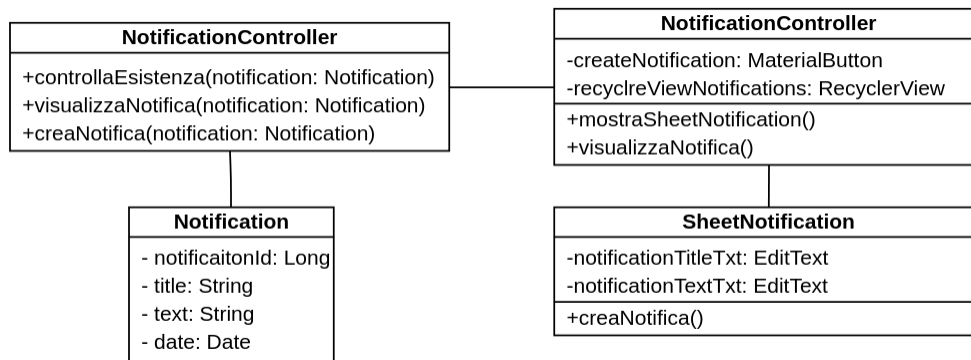 NotificationController
+controllaEsistenza(notification: Notification)
+visualizzaNotifica(notification: Notification)
+creaNotifica(notification: Notification)
NotificationController
-createNotification: MaterialButton
-recyclreViewNotifications: RecyclerView
+mostraSheetNotification()
+visualizzaNotifica()
Notification
- notificaitonId: Long
- title: String
- text: String
- date: Date
SheetNotification
-notificationTitleTxt: EditText
-notificationTextTxt: EditText
+creaNotifica()